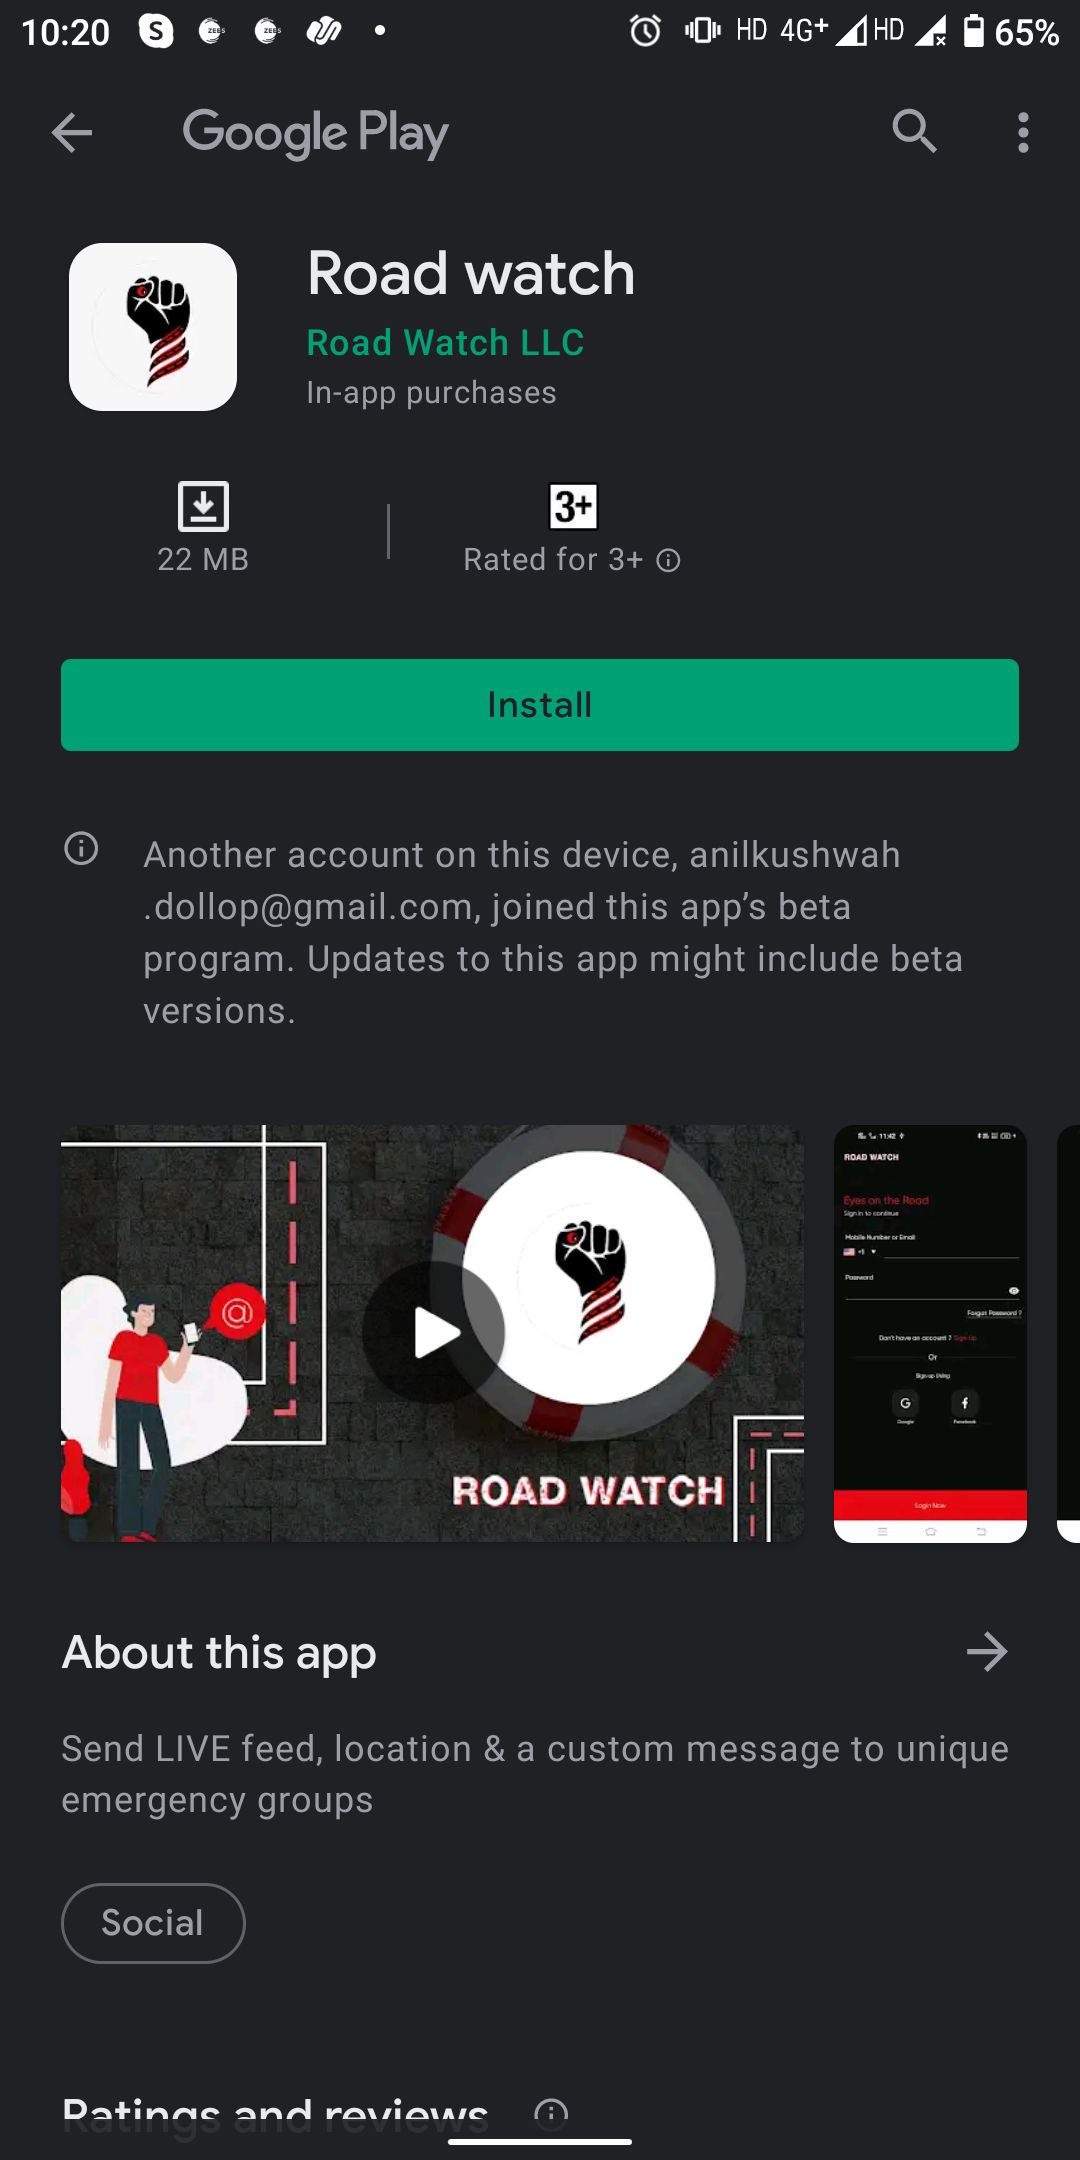 10:20 S ZEE ZEE HD 4G+ HD 65%
Google Play
Road watch
Road Watch LLC
In-app purchases
3+
22 MB Rated for 3+
Install
Another account on this device, anilkushwah
.dollop@gmail.com, joined this app’s beta
program. Updates to this app might include beta
versions.
@
ROAD WATCH
11:42
ROAD WATCH
Eyes on the Road
Sign in to continue
Mobile Number or Email
+1
Password
Forgot Password ?
Don't have an account ? Sign Up
Or
Sign-up Using
G f
Google Facebook
Login Now
About this app
Send LIVE feed, location & a custom message to unique
emergency groups
Social
Ratings and reviews